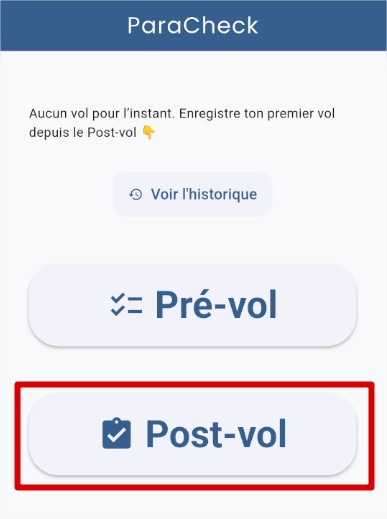 ParaCheck
Aucun vol pour l'instant. Enregistre ton premier vol
depuis le Post-vol 👇
Voir l'historique
Pré-vol
Post-vol